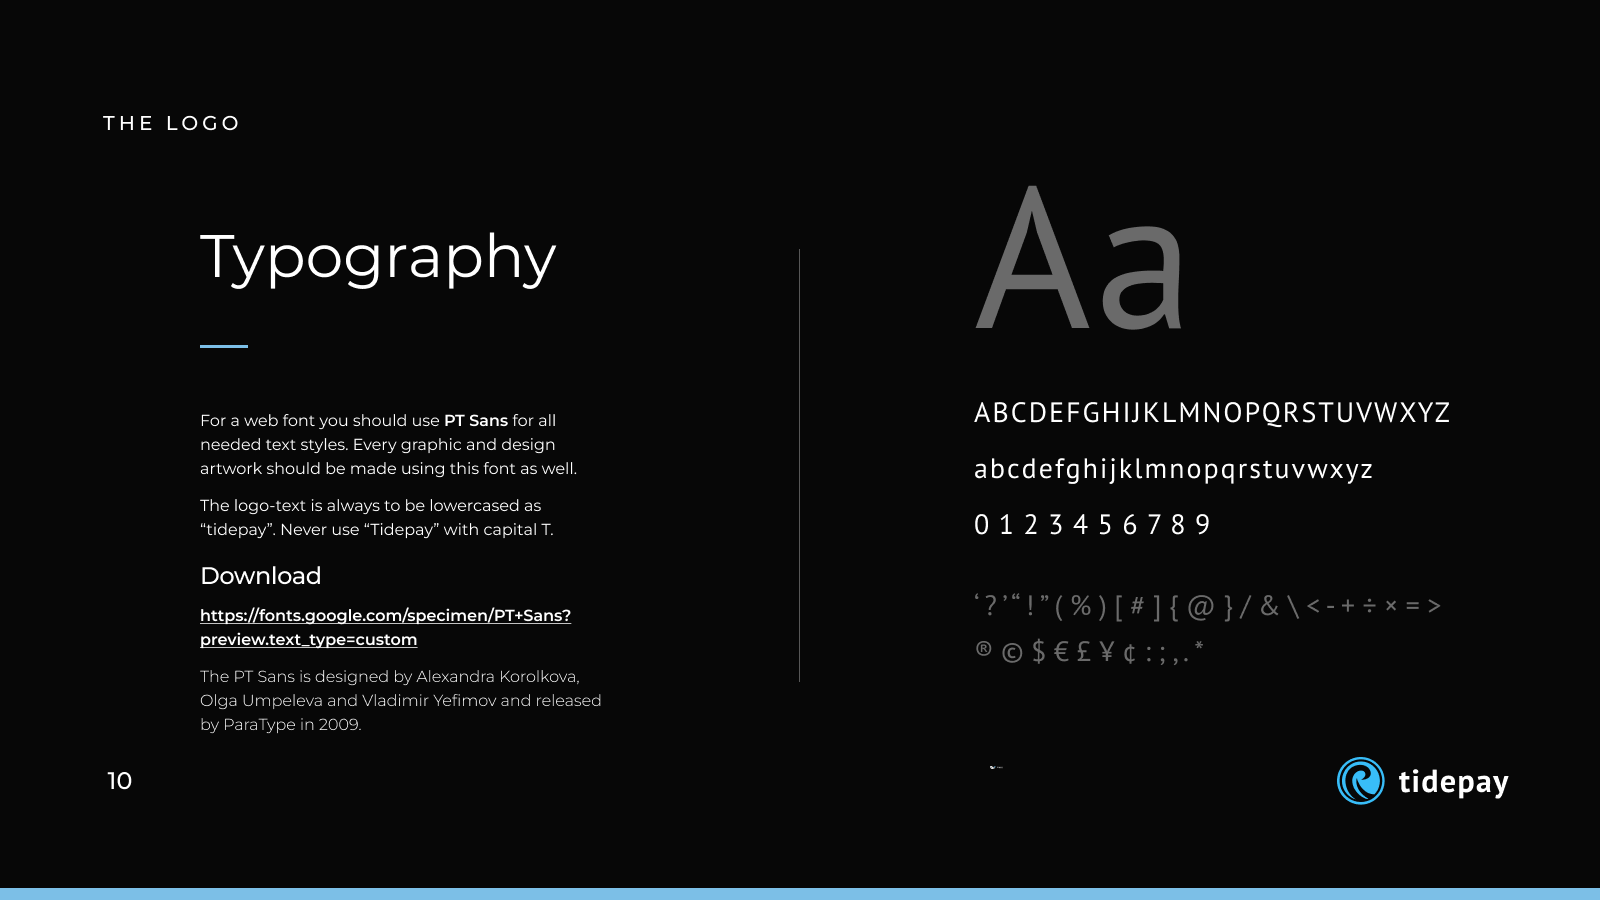 THE LOGO
Typography
For a web font you should use PT Sans for all
needed text styles. Every graphic and design
artwork should be made using this font as well.
The logo-text is always to be lowercased as
“tidepay”. Never use “Tidepay” with capital T.
Download
https://fonts.google.com/specimen/PT+Sans?
preview.text_type=custom
The PT Sans is designed by Alexandra Korolkova,
Olga Umpeleva and Vladimir Yefimov and released
by ParaType in 2009.
10
Aa
ABCDEFGHIJKLMNOPQRSTUVWXYZ
abcdefghijklmnopqrstuvwxyz
0 1 2 3 4 5 6 7 8 9
‘ ? ’ “ ! ” ( % ) [ # ] { @ } / & \ < - + ÷ × = >
® © $ € £ ¥ ¢ : ; , . *
tidepay